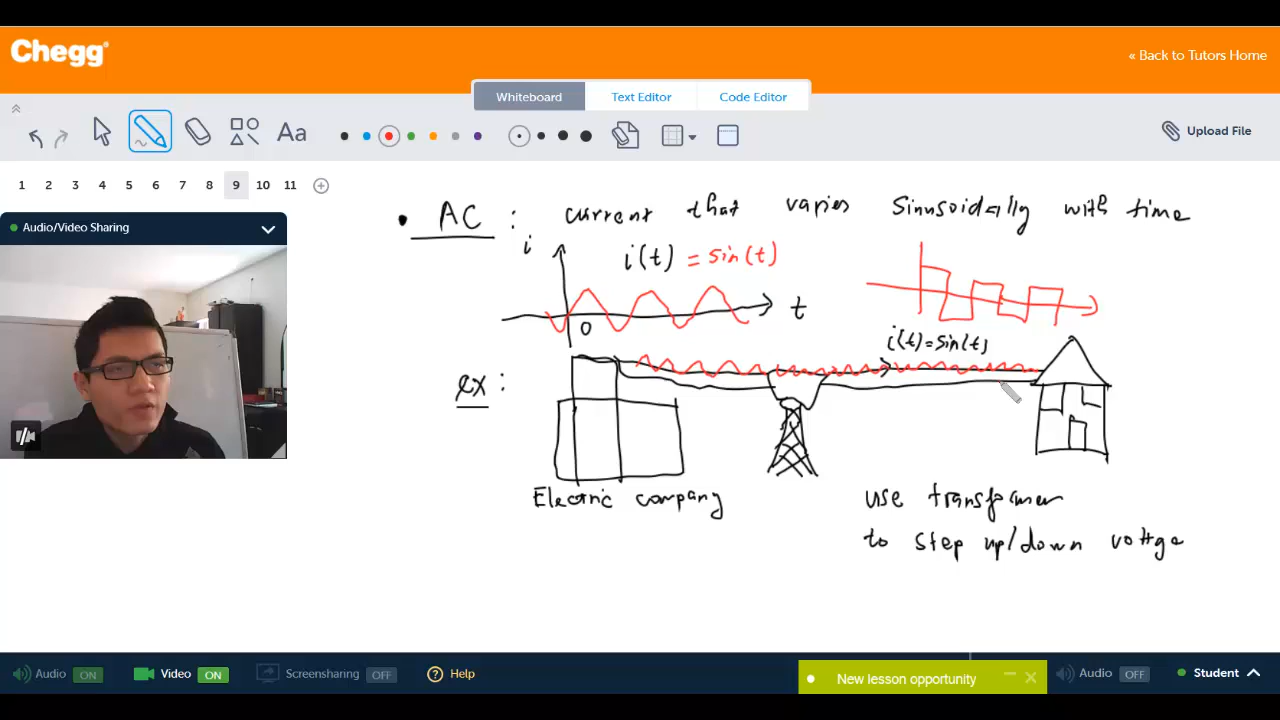 Chegg
« Back to Tutors Home
Whiteboard
Text Editor
Code Editor
Aa
Upload File
1 2 3 4 5 6 7 8 9 10 11
Audio/Video Sharing
• AC : current that varies sinusoidally with time
i
i(t) = sin(t)
t
0
i(t)=sin(t)
ex:
Electric company
use transformer
to step up/down voltage
Audio ON
Video ON
Screensharing OFF
? Help
New lesson opportunity
Audio OFF
Student